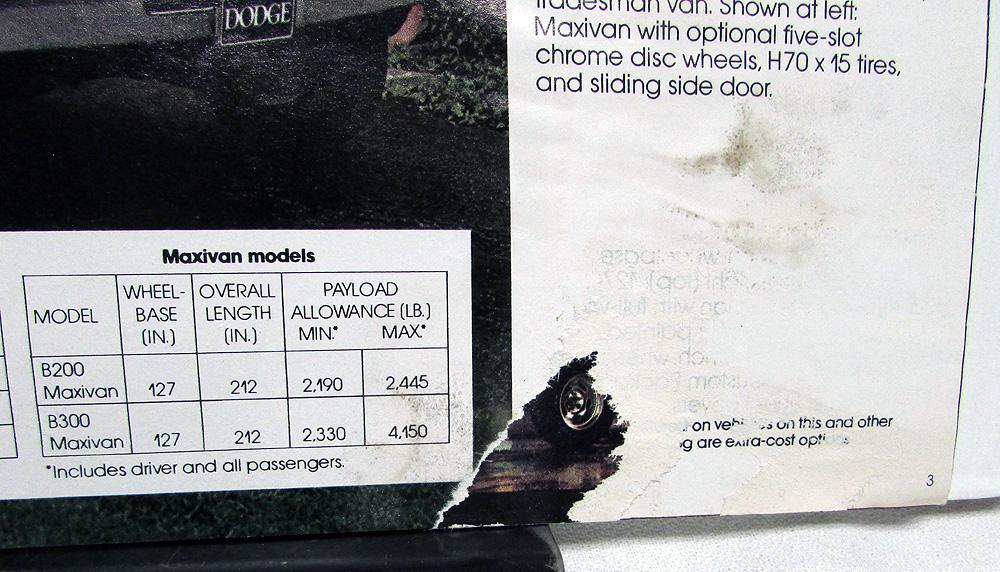 DODGE
Tradesman van. Shown at left:
Maxivan with optional five-slot
chrome disc wheels, H70 x 15 tires,
and sliding side door.
Maxivan models
MODEL WHEEL-BASE (IN.) OVERALL LENGTH (IN.) PAYLOAD ALLOWANCE (LB.) MIN.* MAX.*
B200 Maxivan 127 212 2,190 2,445
B300 Maxivan 127 212 2,330 4,150
*Includes driver and all passengers.
on this and other
are extra-cost
3